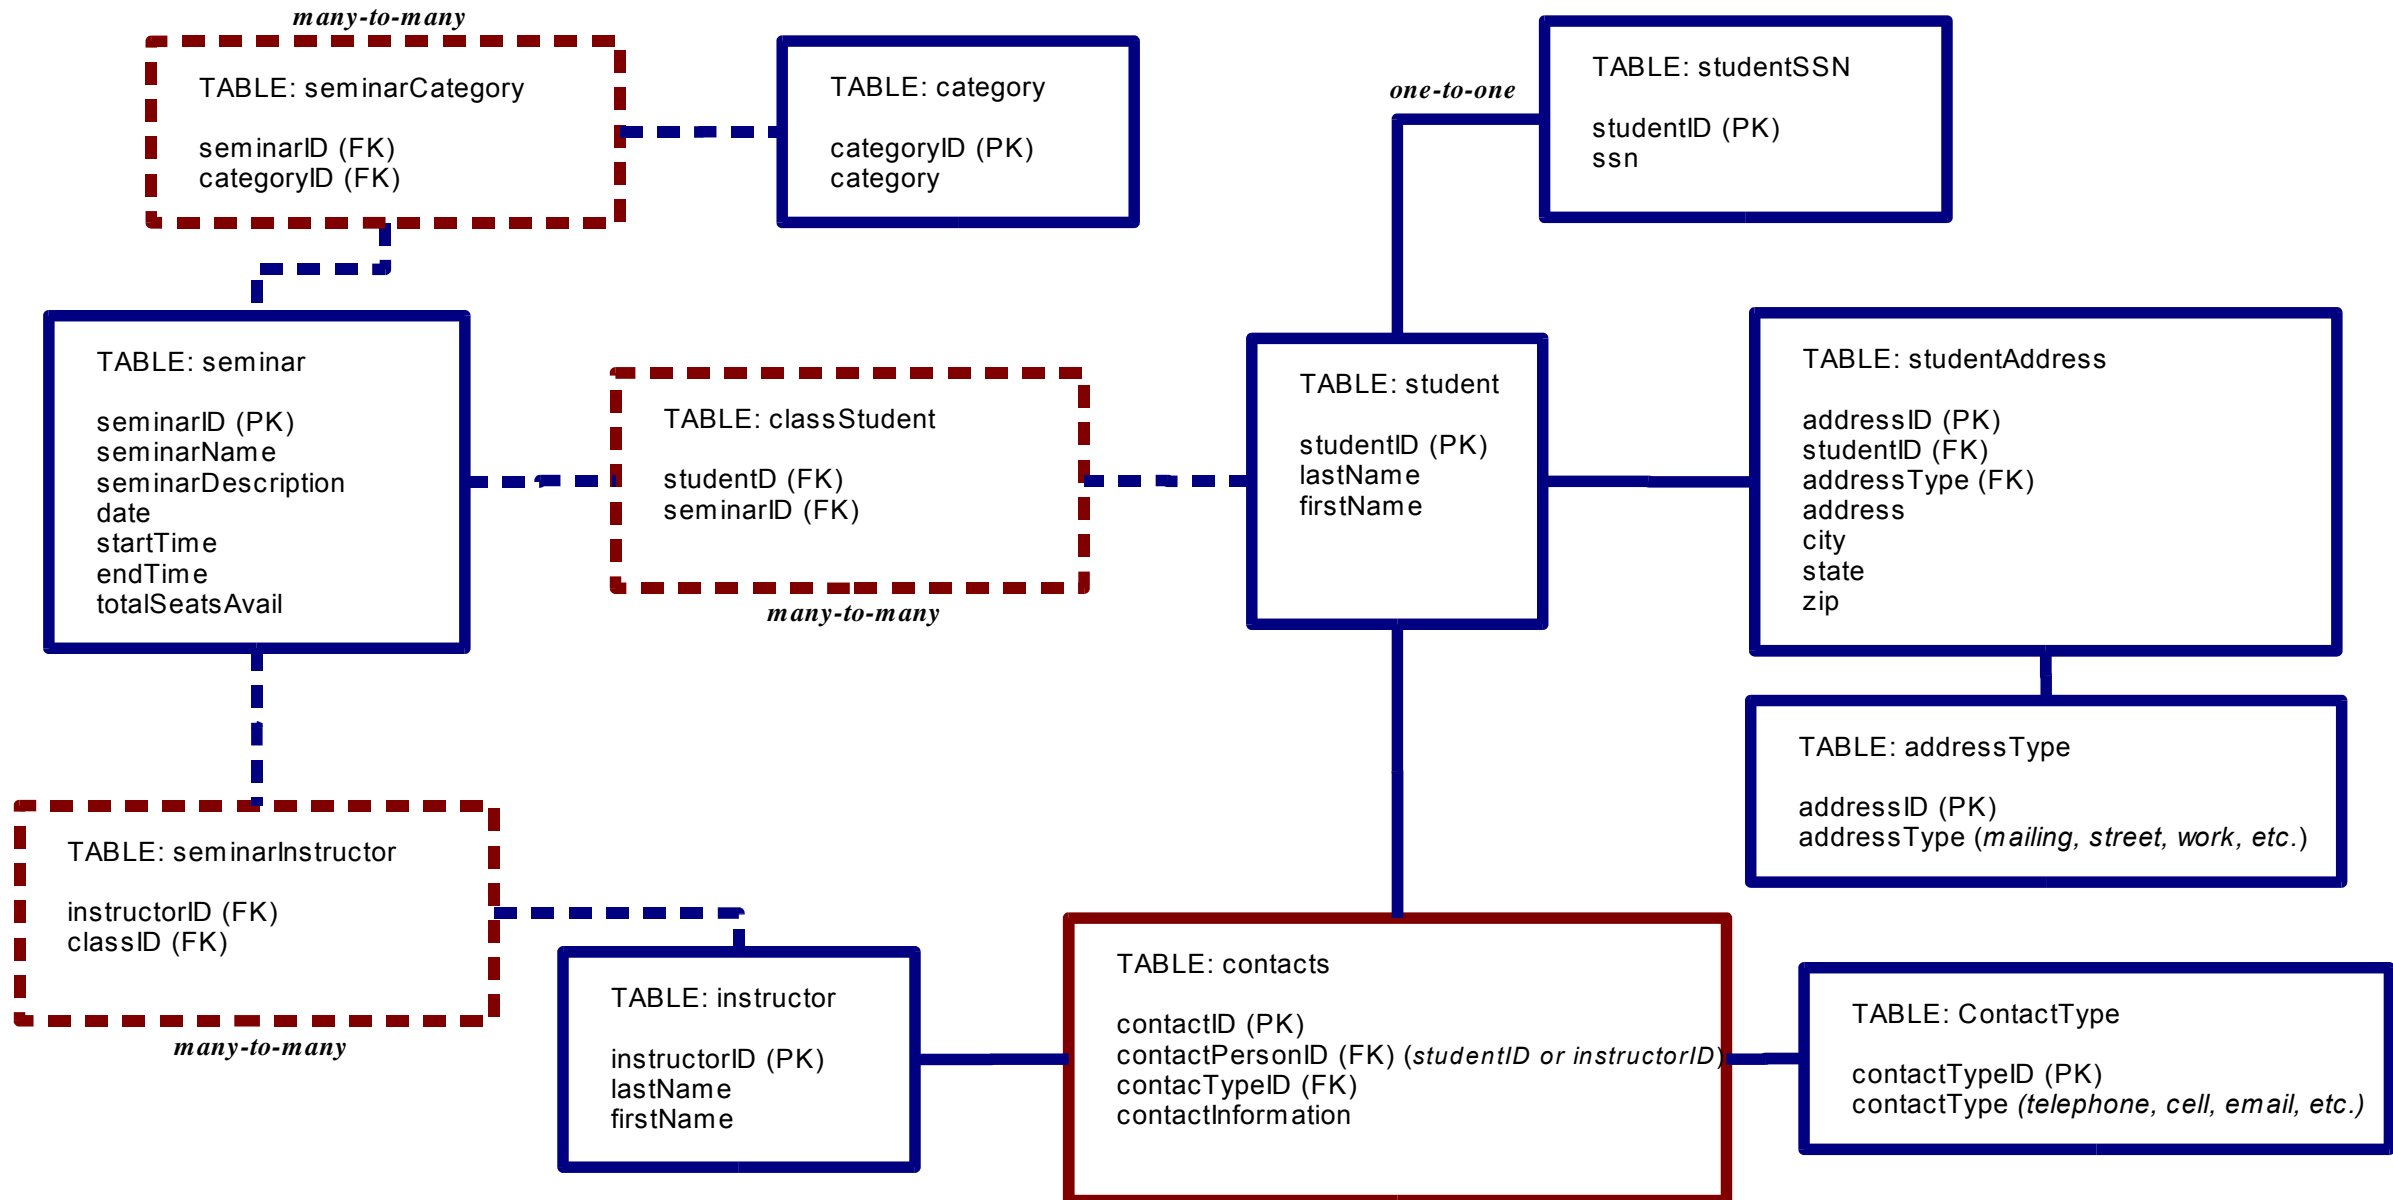 many-to-many
TABLE: seminarCategory
seminarID (FK)
categoryID (FK)
TABLE: category
categoryID (PK)
category
one-to-one
TABLE: studentSSN
studentID (PK)
ssn
TABLE: seminar
seminarID (PK)
seminarName
seminarDescription
date
startTime
endTime
totalSeatsAvail
TABLE: classStudent
studentD (FK)
seminarID (FK)
many-to-many
TABLE: student
studentID (PK)
lastName
firstName
TABLE: studentAddress
addressID (PK)
studentID (FK)
addressType (FK)
address
city
state
zip
TABLE: addressType
addressID (PK)
addressType (mailing, street, work, etc.)
TABLE: seminarInstructor
instructorID (FK)
classID (FK)
many-to-many
TABLE: instructor
instructorID (PK)
lastName
firstName
TABLE: contacts
contactID (PK)
contactPersonID (FK) (studentID or instructorID)
contacTypeID (FK)
contactInformation
TABLE: ContactType
contactTypeID (PK)
contactType (telephone, cell, email, etc.)